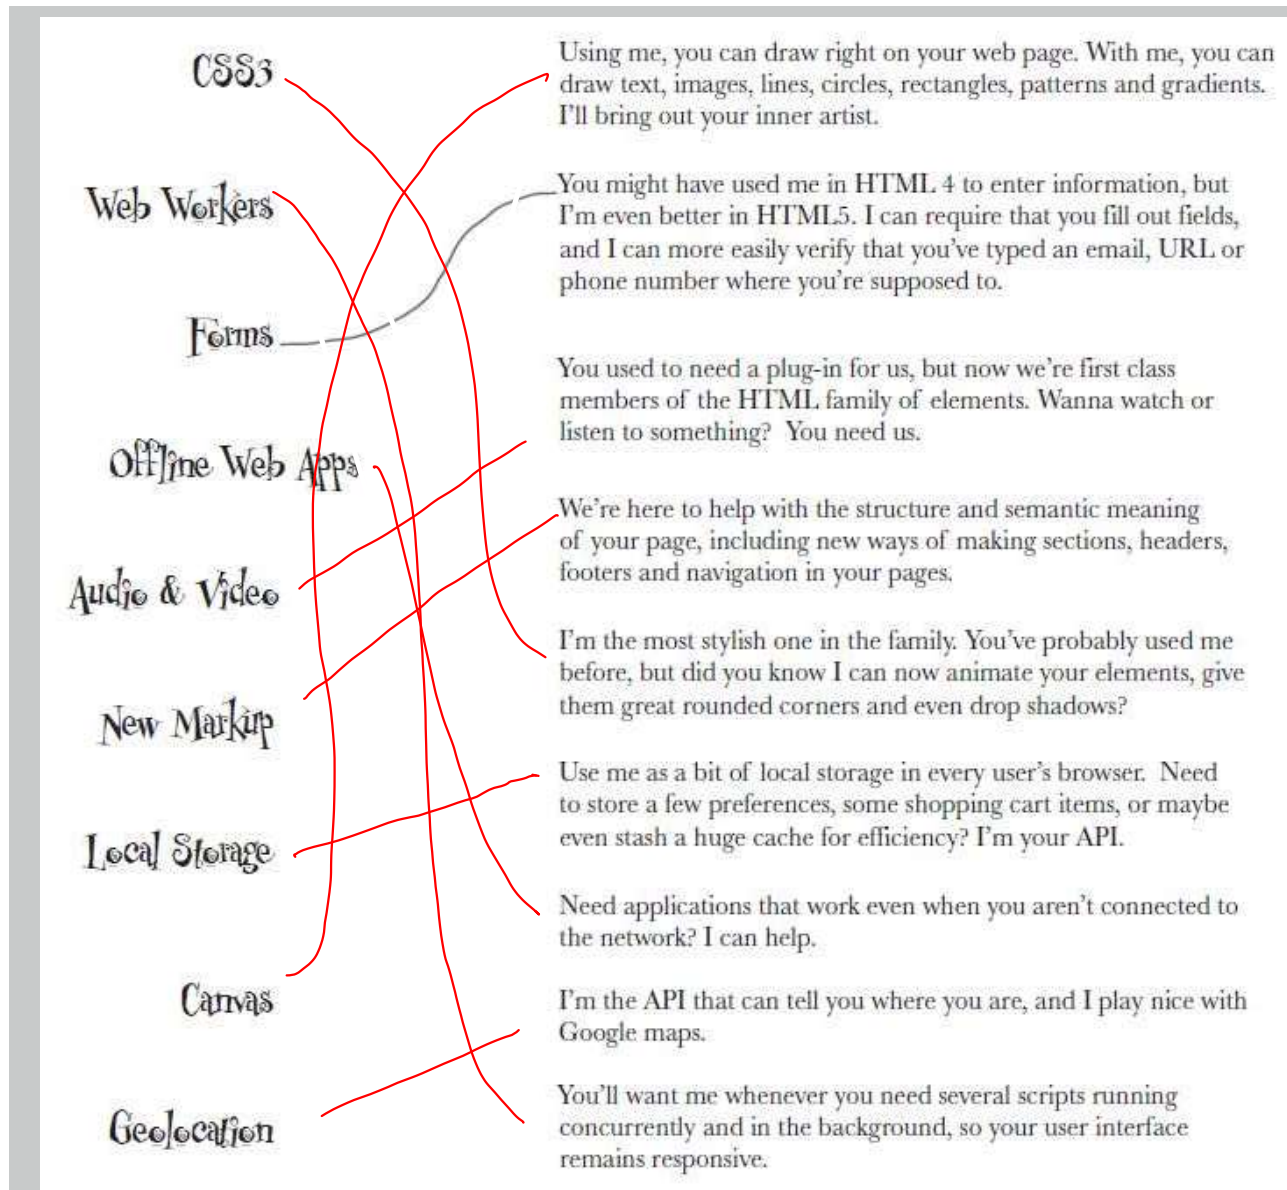 CSS3
Using me, you can draw right on your web page. With me, you can
draw text, images, lines, circles, rectangles, patterns and gradients.
I'll bring out your inner artist.
Web Workers
You might have used me in HTML 4 to enter information, but
I'm even better in HTML5. I can require that you fill out fields,
and I can more easily verify that you've typed an email, URL or
phone number where you're supposed to.
Forms
You used to need a plug-in for us, but now we're first class
members of the HTML family of elements. Wanna watch or
listen to something?  You need us.
Offline Web Apps
We're here to help with the structure and semantic meaning
of your page, including new ways of making sections, headers,
footers and navigation in your pages.
Audio & Video
I'm the most stylish one in the family. You've probably used me
before, but did you know I can now animate your elements, give
them great rounded corners and even drop shadows?
New Markup
Use me as a bit of local storage in every user's browser.  Need
to store a few preferences, some shopping cart items, or maybe
even stash a huge cache for efficiency? I'm your API.
Local Storage
Need applications that work even when you aren't connected to
the network? I can help.
Canvas
I'm the API that can tell you where you are, and I play nice with
Google maps.
Geolocation
You'll want me whenever you need several scripts running
concurrently and in the background, so your user interface
remains responsive.